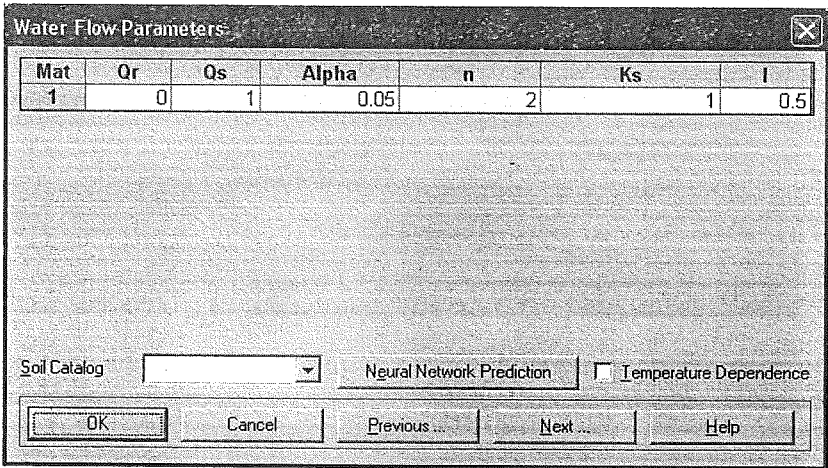 Water Flow Parameters
Mat Qr Qs Alpha n Ks l
1 0 1 0.05 2 1 0.5
Soil Catalog Neural Network Prediction Temperature Dependence
OK Cancel Previous ... Next ... Help